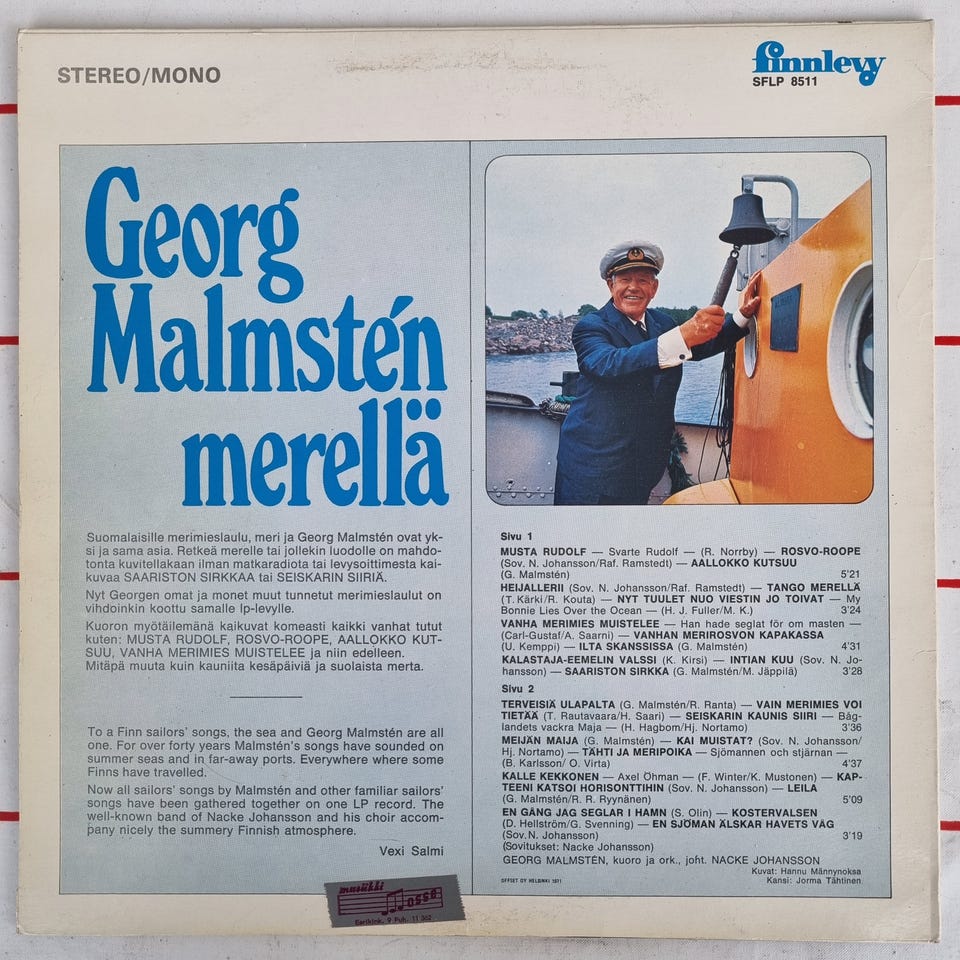 STEREO/MONO
finnlevy
SFLP 8511
Georg
Malmstén
merellä
Suomalaisille merimieslaulu, meri ja Georg Malmstén ovat yk-
si ja sama asia. Retkeä merelle tai jollekin luodolle on mahdo-
tonta kuvitellakaan ilman matkaradiota tai levysoittimesta kai-
kuvaa SAARISTON SIRKKAA tai SEISKARIN SIIRIÄ.
Nyt Georgen omat ja monet muut tunnetut merimieslaulut on
vihdoinkin koottu samalle lp-levylle.
Kuoron myötäilemänä kaikuvat komeasti kaikki vanhat tutut
kuten: MUSTA RUDOLF, ROSVO-ROOPE, AALLOKKO KUT-
SUU, VANHA MERIMIES MUISTELEE ja niin edelleen.
Mitäpä muuta kuin kauniita kesäpäiviä ja suolaista merta.
To a Finn sailors' songs, the sea and Georg Malmstén are all
one. For over forty years Malmstén's songs have sounded on
summer seas and in far-away ports. Everywhere where some
Finns have travelled.
Now all sailors' songs by Malmstén and other familiar sailors'
songs have been gathered together on one LP record. The
well-known band of Nacke Johansson and his choir accom-
pany nicely the summery Finnish atmosphere.
Vexi Salmi
musiikki
Eerikink. 9 Puh. 11 362
Sivu 1
MUSTA RUDOLF — Svarte Rudolf — (R. Norrby) — ROSVO-ROOPE
(Sov. N. Johansson/Raf. Ramstedt) — AALLOKKO KUTSUU
(G. Malmstén) 5'21
HEIJALLERII (Sov. N. Johansson/Raf. Ramstedt) — TANGO MERELLÄ
(T. Kärki/R. Kouta) — NYT TUULET NUO VIESTIN JO TOIVAT — My
Bonnie Lies Over the Ocean — (H. J. Fuller/M. K.) 3'24
VANHA MERIMIES MUISTELEE — Han hade seglat för om masten —
(Carl-Gustaf/A. Saarni) — VANHAN MERIROSVON KAPAKASSA
(U. Kemppi) — ILTA SKANSSISSA (G. Malmstén) 4'31
KALASTAJA-EEMELIN VALSSI (K. Kirsi) — INTIAN KUU (Sov. N. Jo-
hansson) — SAARISTON SIRKKA (G. Malmstén/M. Jäppilä) 3'28
Sivu 2
TERVEISIÄ ULAPALTA (G. Malmstén/R. Ranta) — VAIN MERIMIES VOI
TIETÄÄ (T. Rautavaara/H. Saari) — SEISKARIN KAUNIS SIIRI — Båg-
landets vackra Maja — (H. Hagbom/Hj. Nortamo) 3'36
MEIJÄN MAIJA (G. Malmstén) — KAI MUISTAT? (Sov. N. Johansson/
Hj. Nortamo) — TÄHTI JA MERIPOIKA — Sjömannen och stjärnan —
(B. Karlsson/ O. Virta) 4'37
KALLE KEKKONEN — Axel Öhman — (F. Winter/K. Mustonen) — KAP-
TEENI KATSOI HORISONTTIHIN (Sov. N. Johansson) — LEILA
(G. Malmstén/R. R. Ryynänen) 5'09
EN GÅNG JAG SEGLAR I HAMN (S. Olin) — KOSTERVALSEN
(D. Hellström/G. Svenning) — EN SJÖMAN ÄLSKAR HAVETS VÅG
(Sov.N. Johansson) 3'19
(Sovitukset: Nacke Johansson)
GEORG MALMSTÉN, kuoro ja ork., joht. NACKE JOHANSSON
Kuvat: Hannu Männynoksa
Kansi: Jorma Tähtinen
OFFSET OY HELSINKI 1971